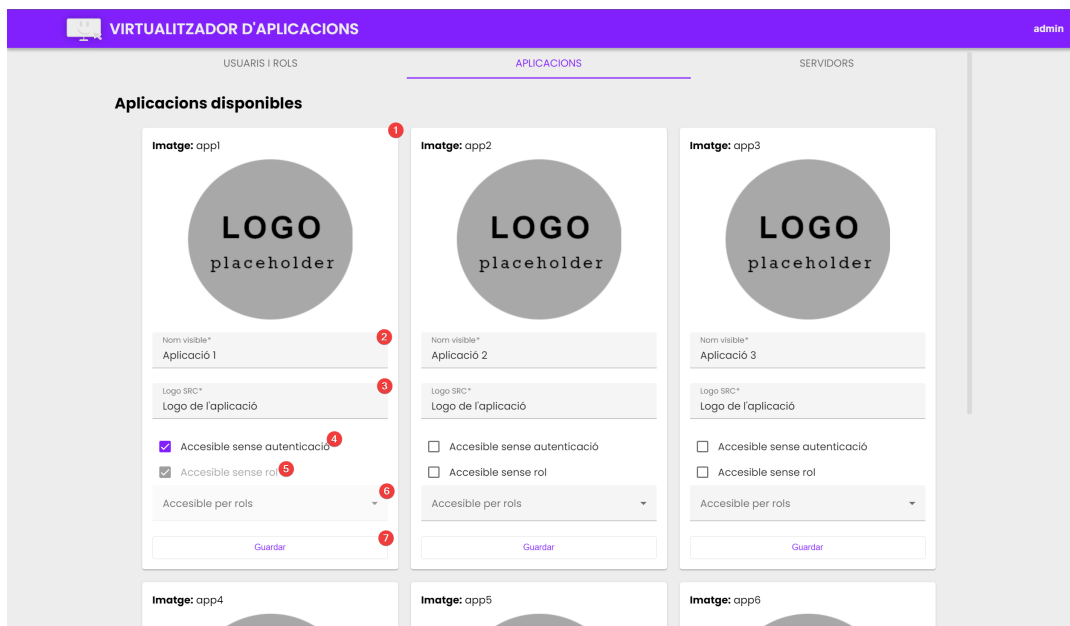 VIRTUALITZADOR D'APLICACIONS
admin
USUARIS I ROLS
APLICACIONS
SERVIDORS
Aplicacions disponibles
1
Imatge: app1
LOGO
placeholder
2
Nom visible*
Aplicació 1
3
Logo SRC*
Logo de l'aplicació
4
Accesible sense autenticació
5
Accesible sense rol
6
Accesible per rols
7
Guardar
Imatge: app2
LOGO
placeholder
Nom visible*
Aplicació 2
Logo SRC*
Logo de l'aplicació
Accesible sense autenticació
Accesible sense rol
Accesible per rols
Guardar
Imatge: app3
LOGO
placeholder
Nom visible*
Aplicació 3
Logo SRC*
Logo de l'aplicació
Accesible sense autenticació
Accesible sense rol
Accesible per rols
Guardar
Imatge: app4
Imatge: app5
Imatge: app6